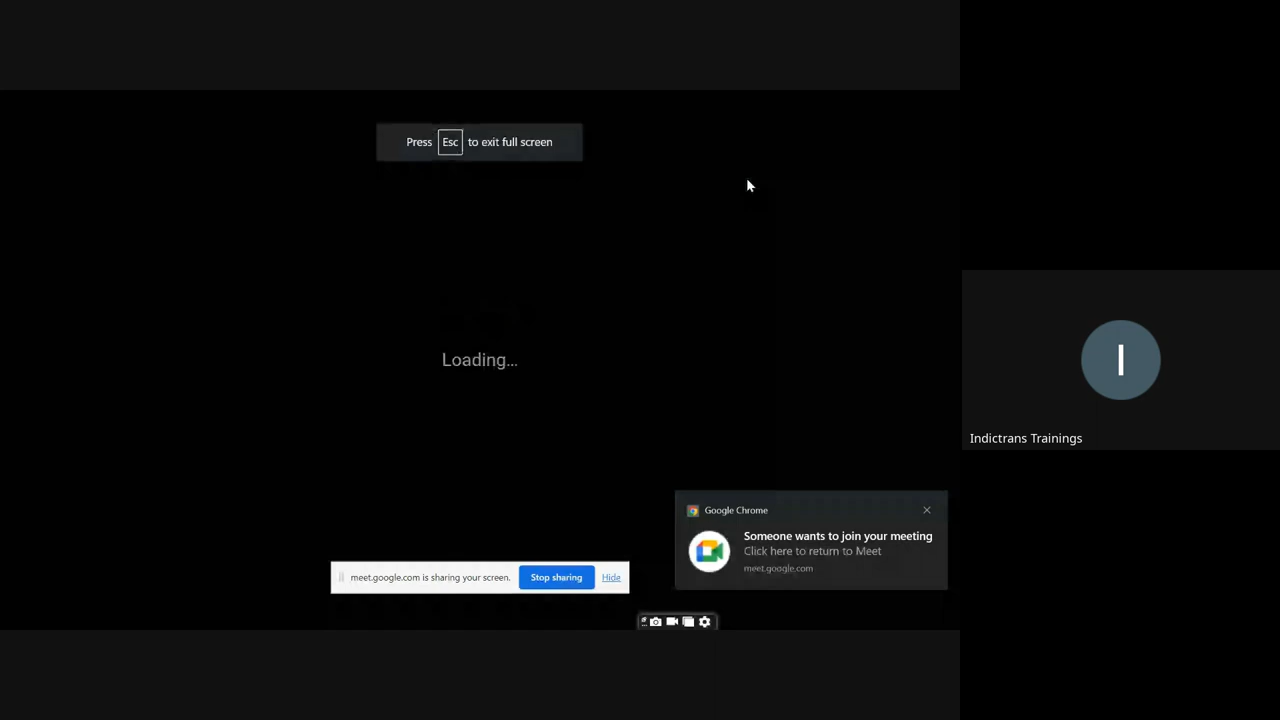 Press Esc to exit full screen
Loading...
I
Indictrans Trainings
Google Chrome
Someone wants to join your meeting
Click here to return to Meet
meet.google.com
meet.google.com is sharing your screen. Stop sharing Hide